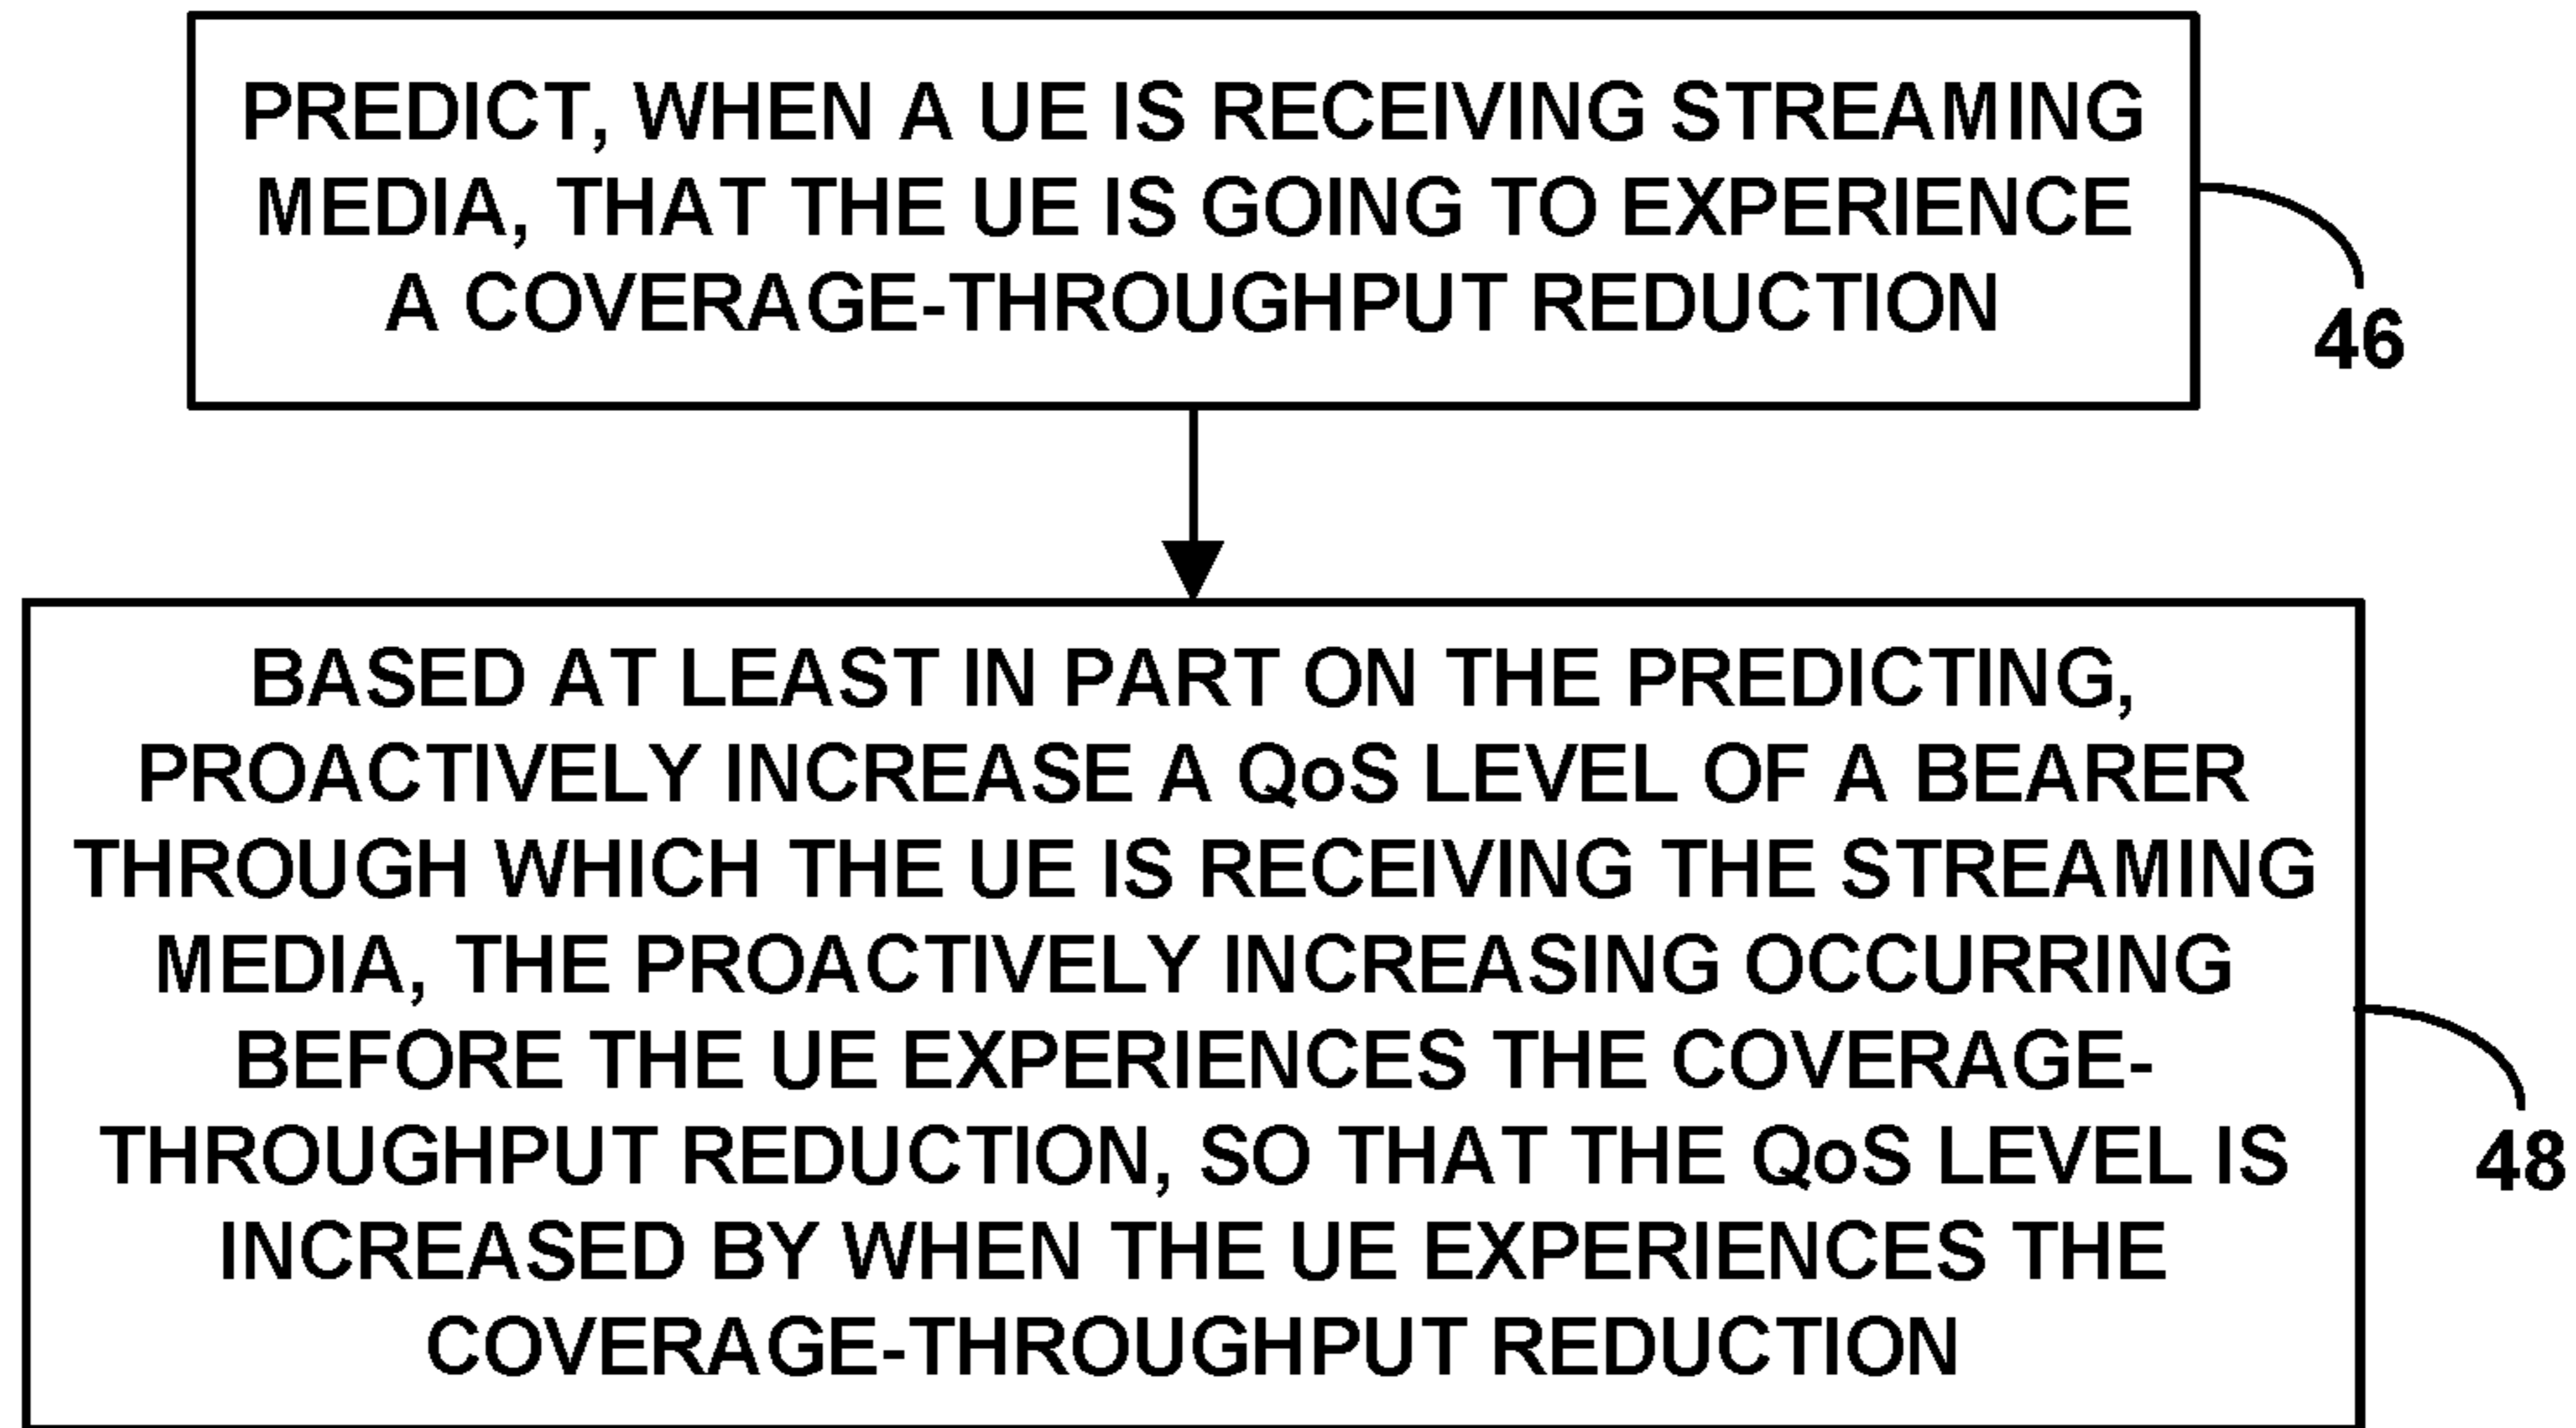 PREDICT, WHEN A UE IS RECEIVING STREAMING
MEDIA, THAT THE UE IS GOING TO EXPERIENCE
A COVERAGE-THROUGHPUT REDUCTION
46
BASED AT LEAST IN PART ON THE PREDICTING,
PROACTIVELY INCREASE A QoS LEVEL OF A BEARER
THROUGH WHICH THE UE IS RECEIVING THE STREAMING
MEDIA, THE PROACTIVELY INCREASING OCCURRING
BEFORE THE UE EXPERIENCES THE COVERAGE-
THROUGHPUT REDUCTION, SO THAT THE QoS LEVEL IS
INCREASED BY WHEN THE UE EXPERIENCES THE
COVERAGE-THROUGHPUT REDUCTION
48